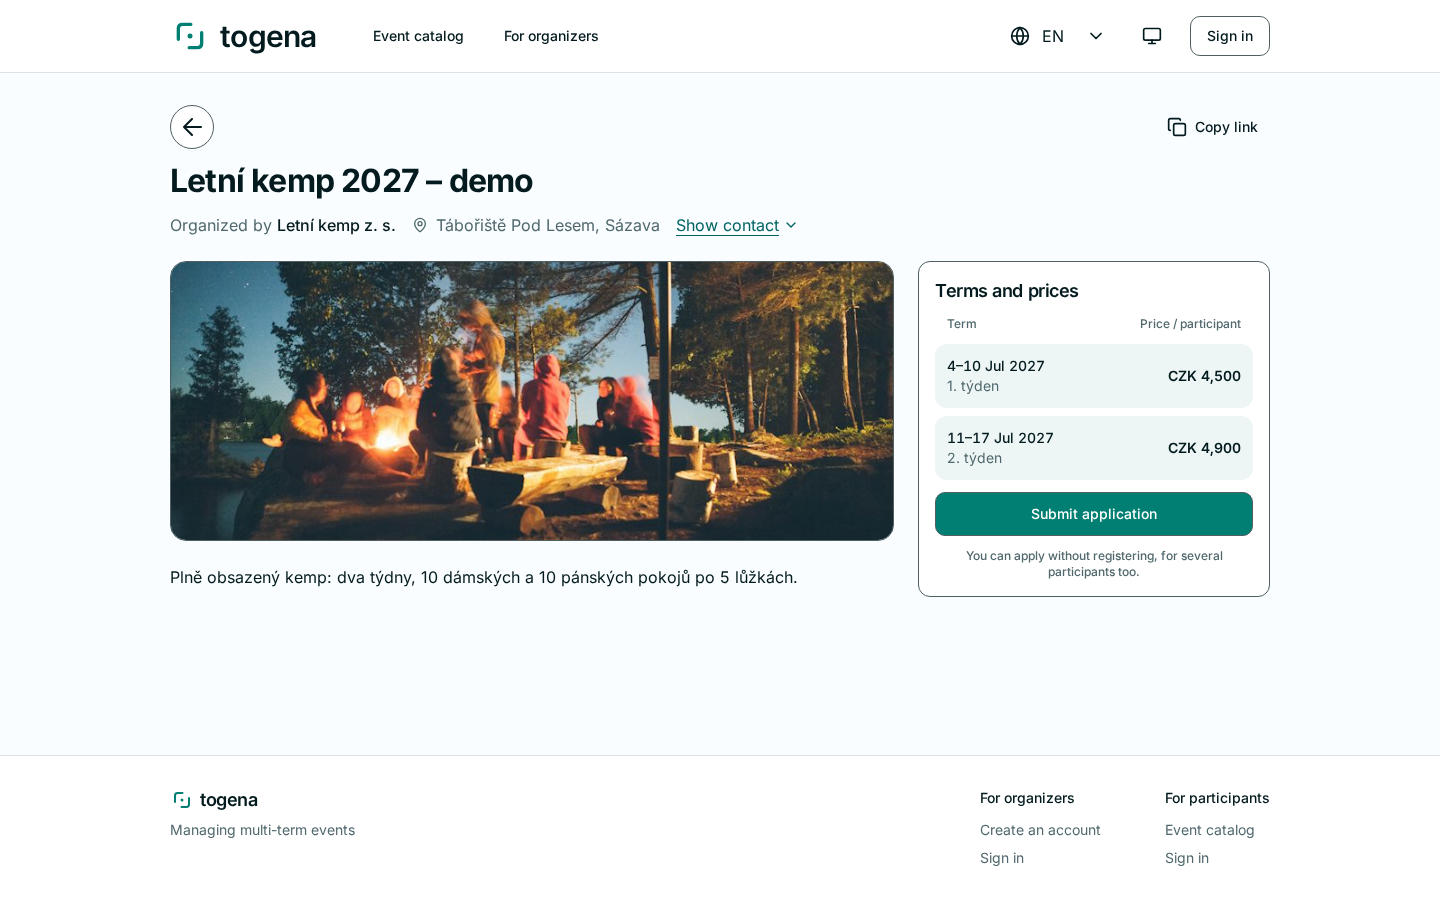 togena
Event catalog
For organizers
EN
Sign in
Copy link
Letní kemp 2027 – demo
Organized by Letní kemp z. s.
Tábořiště Pod Lesem, Sázava
Show contact
Terms and prices
Term
Price / participant
4–10 Jul 2027
1. týden
CZK 4,500
11–17 Jul 2027
2. týden
CZK 4,900
Submit application
You can apply without registering, for several
participants too.
Plně obsazený kemp: dva týdny, 10 dámských a 10 pánských pokojů po 5 lůžkách.
togena
Managing multi-term events
For organizers
Create an account
Sign in
For participants
Event catalog
Sign in